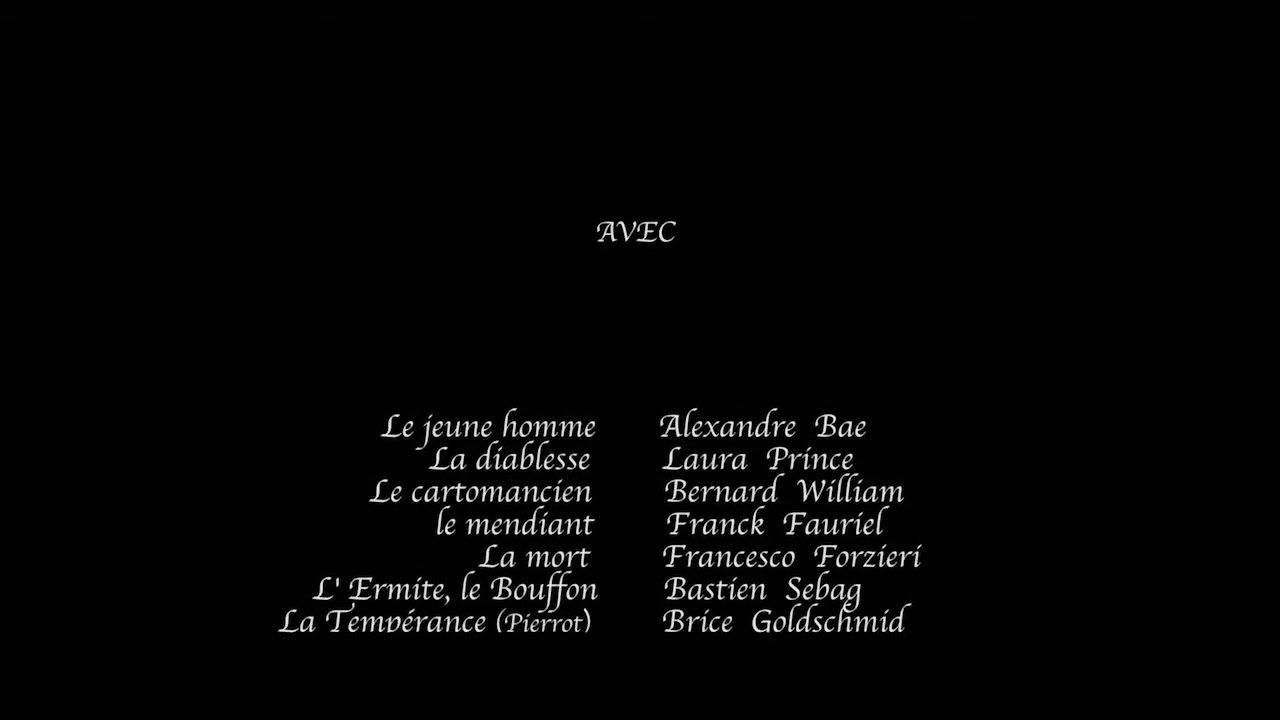 AVEC
Le jeune homme Alexandre Bae
La diablesse Laura Prince
Le cartomancien Bernard William
le mendiant Franck Fauriel
La mort Francesco Forzieri
L' Ermite, le Bouffon Bastien Sebag
La Tempérance (Pierrot) Brice Goldschmid